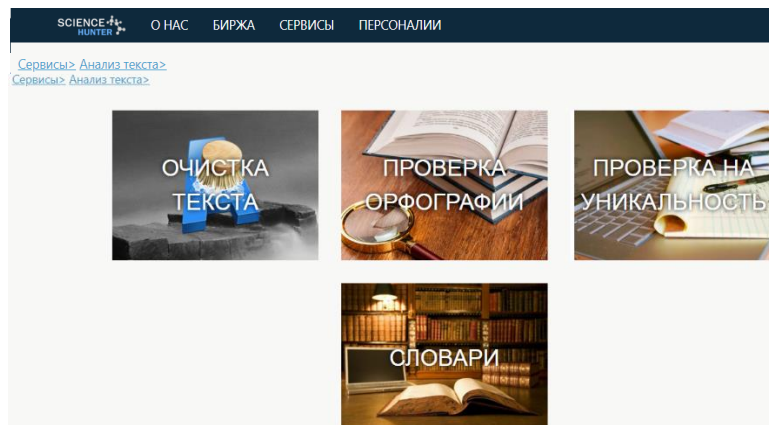 SCIENCE
HUNTER
О НАС БИРЖА СЕРВИСЫ ПЕРСОНАЛИИ
Сервисы> Анализ текста>
Сервисы> Анализ текста>
ОЧИСТКА
ТЕКСТА
ПРОВЕРКА
ОРФОГРАФИИ
ПРОВЕРКА НА
УНИКАЛЬНОСТЬ
СЛОВАРИ